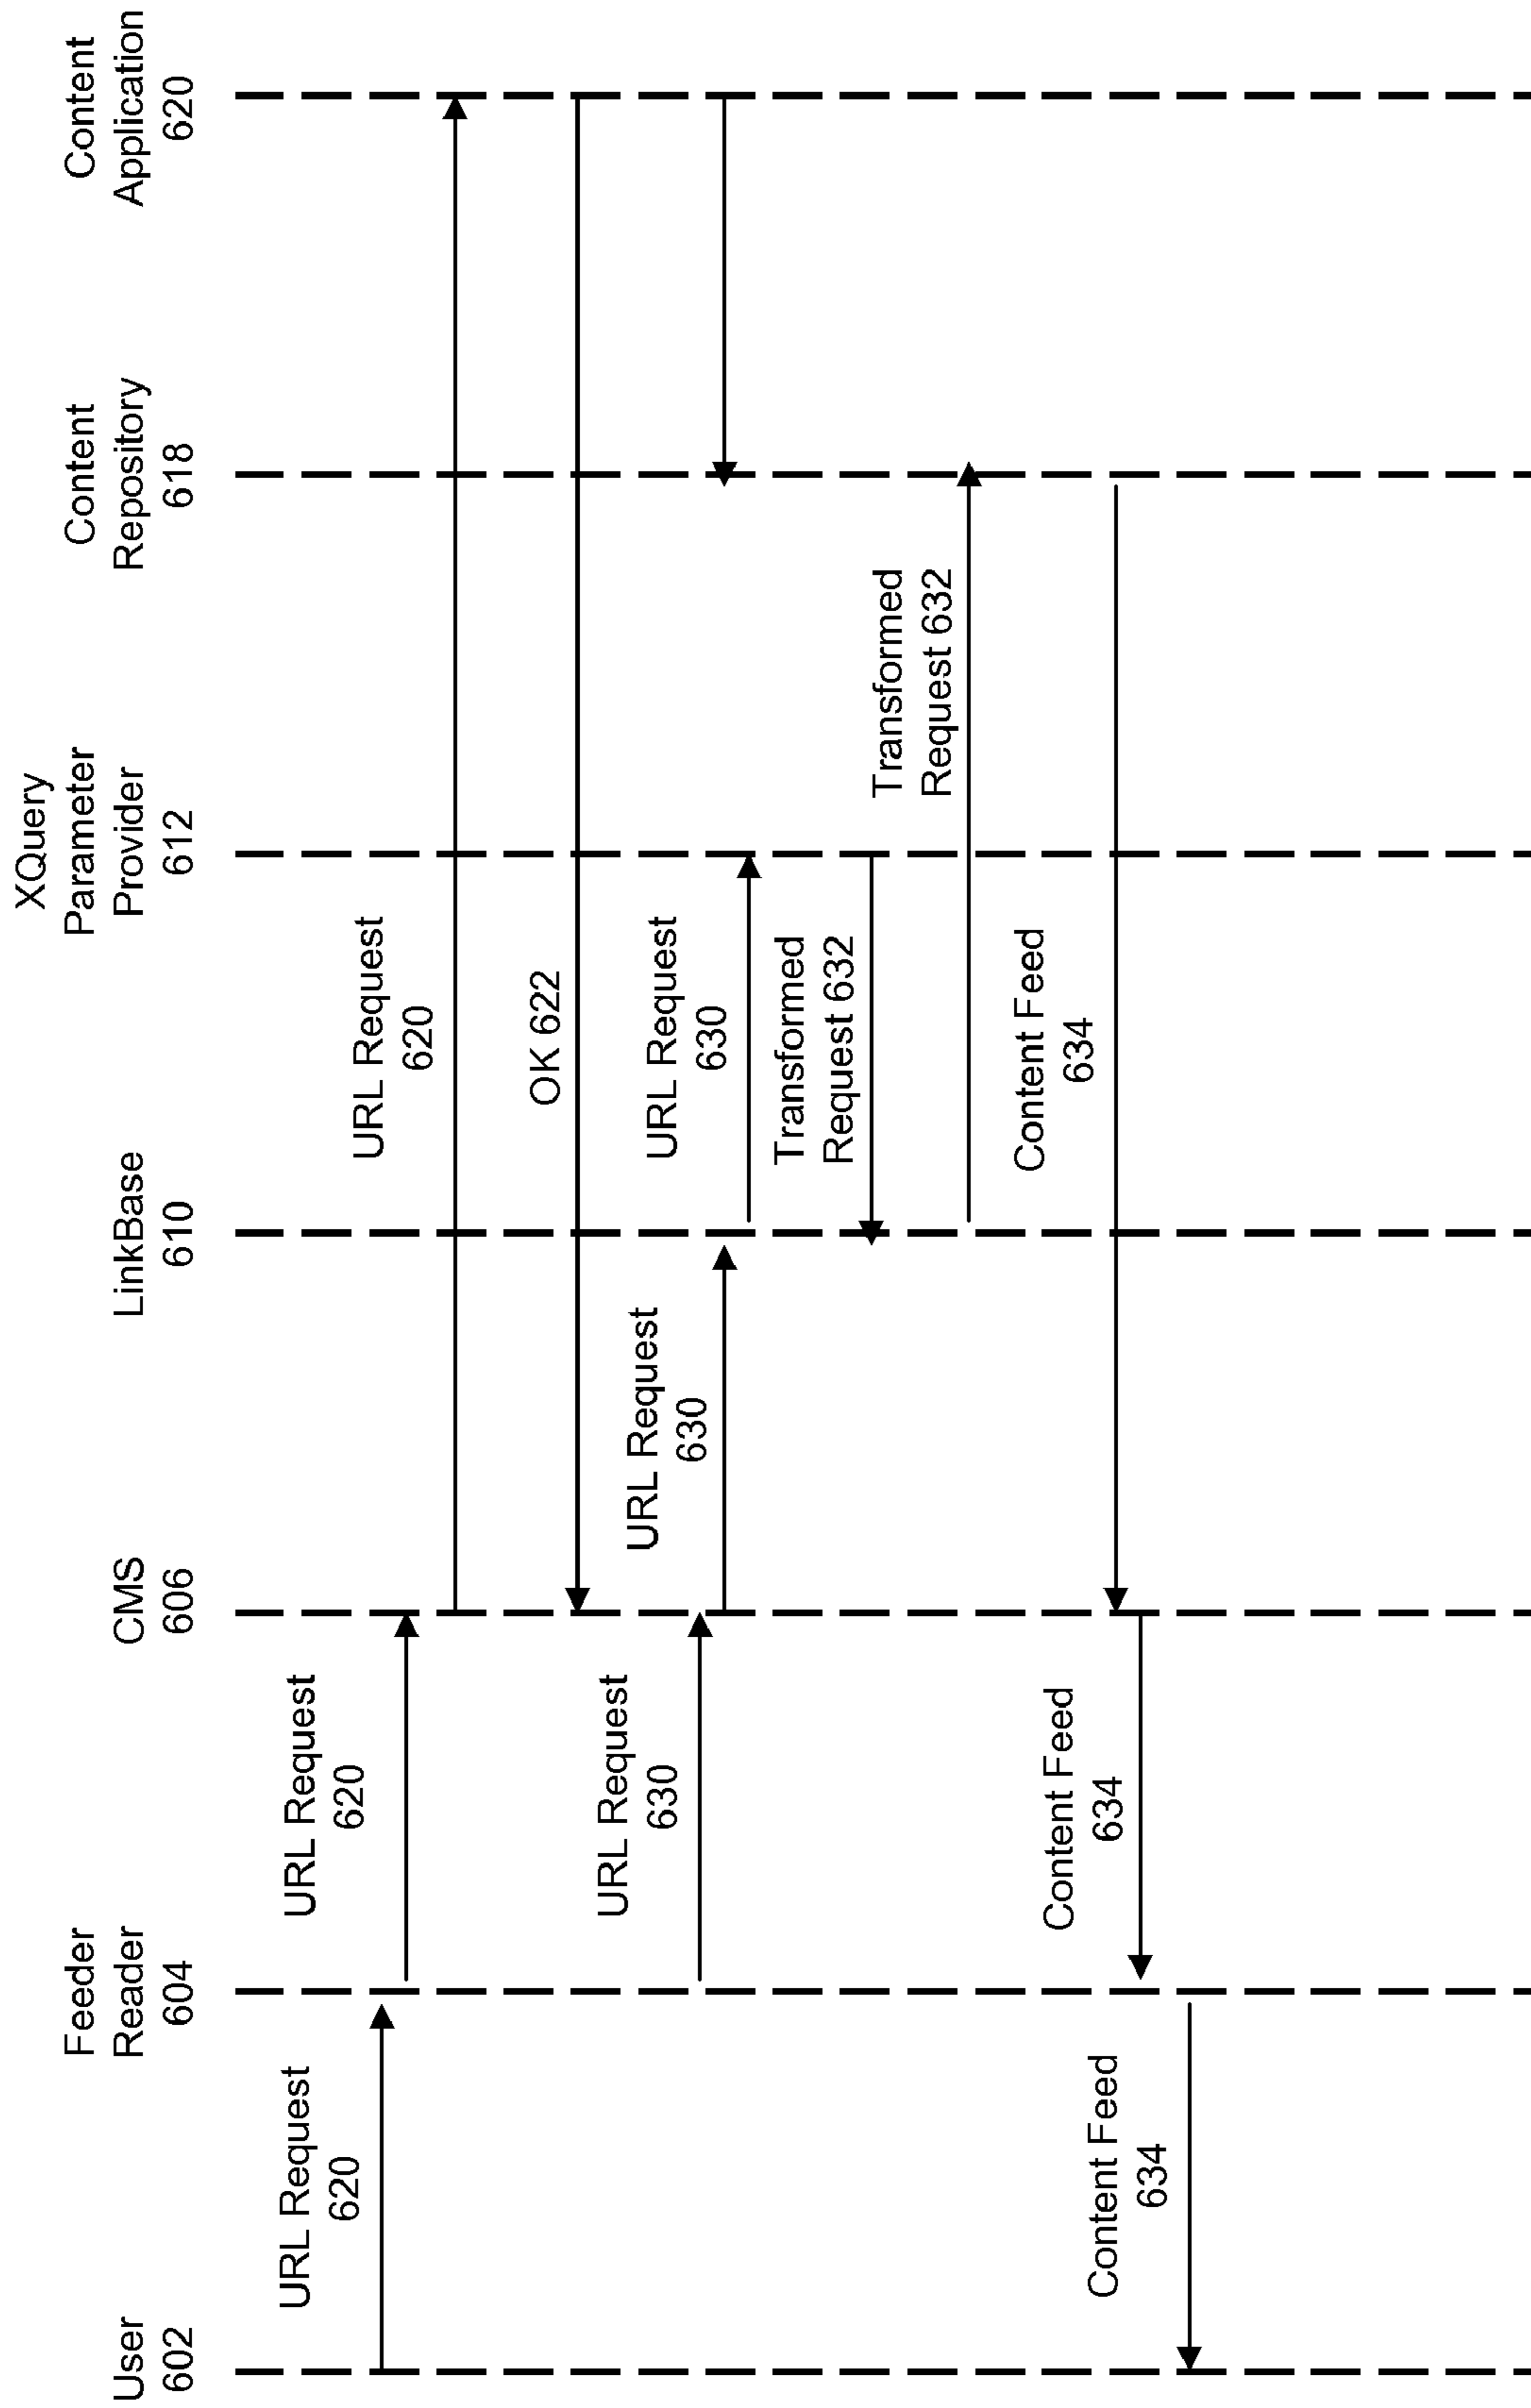 User
602
Feeder
Reader
604
CMS
606
LinkBase
610
XQuery
Parameter
Provider
612
Content
Repository
618
Content
Application
620
URL Request
620
URL Request
620
URL Request
620
OK 622
URL Request
630
URL Request
630
URL Request
630
Transformed
Request 632
Transformed
Request 632
Content Feed
634
Content Feed
634
Content Feed
634